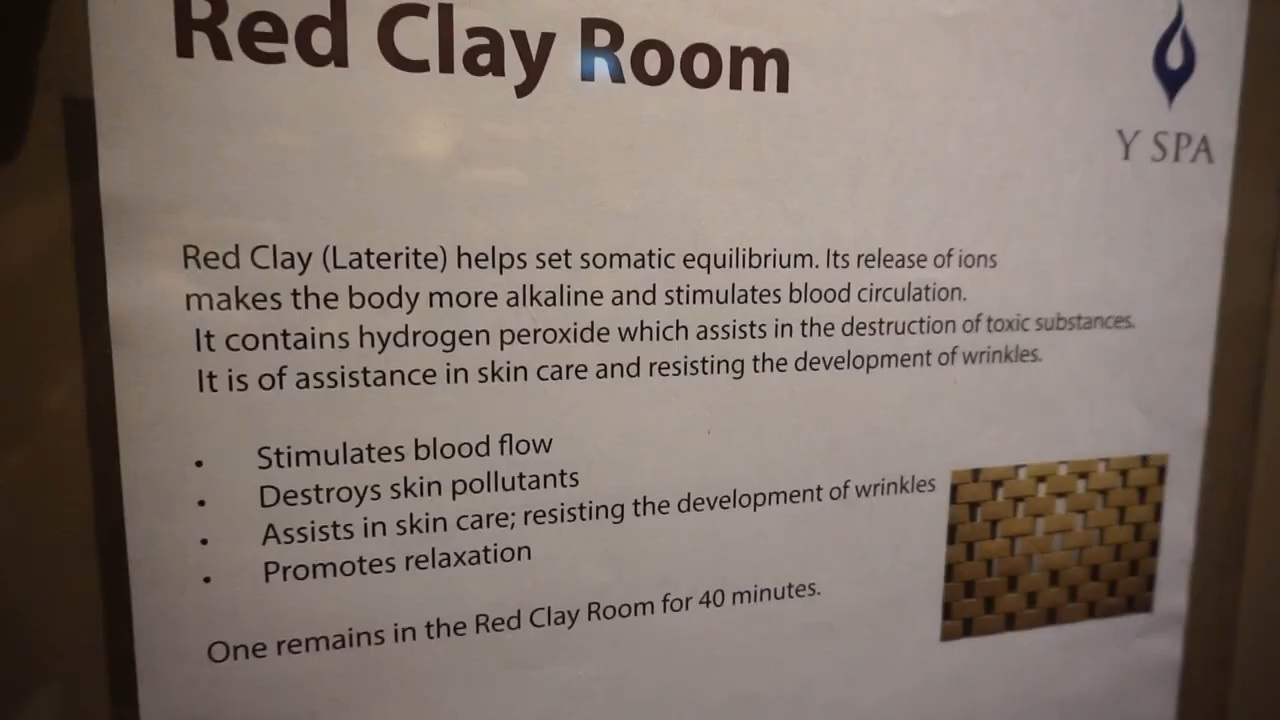 Red Clay Room
Y SPA
Red Clay (Laterite) helps set somatic equilibrium. Its release of ions
makes the body more alkaline and stimulates blood circulation.
It contains hydrogen peroxide which assists in the destruction of toxic substances.
It is of assistance in skin care and resisting the development of wrinkles.
• Stimulates blood flow
• Destroys skin pollutants
• Assists in skin care; resisting the development of wrinkles
• Promotes relaxation
One remains in the Red Clay Room for 40 minutes.